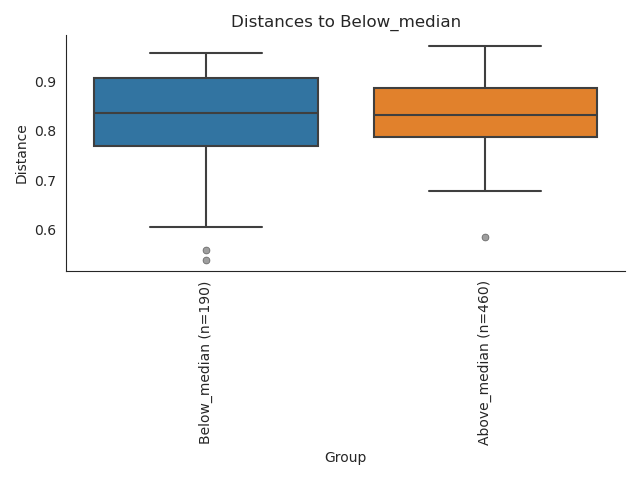 Distances to Below_median
Distance
0.9
0.8
0.7
0.6
Below_median (n=190)
Above_median (n=460)
Group